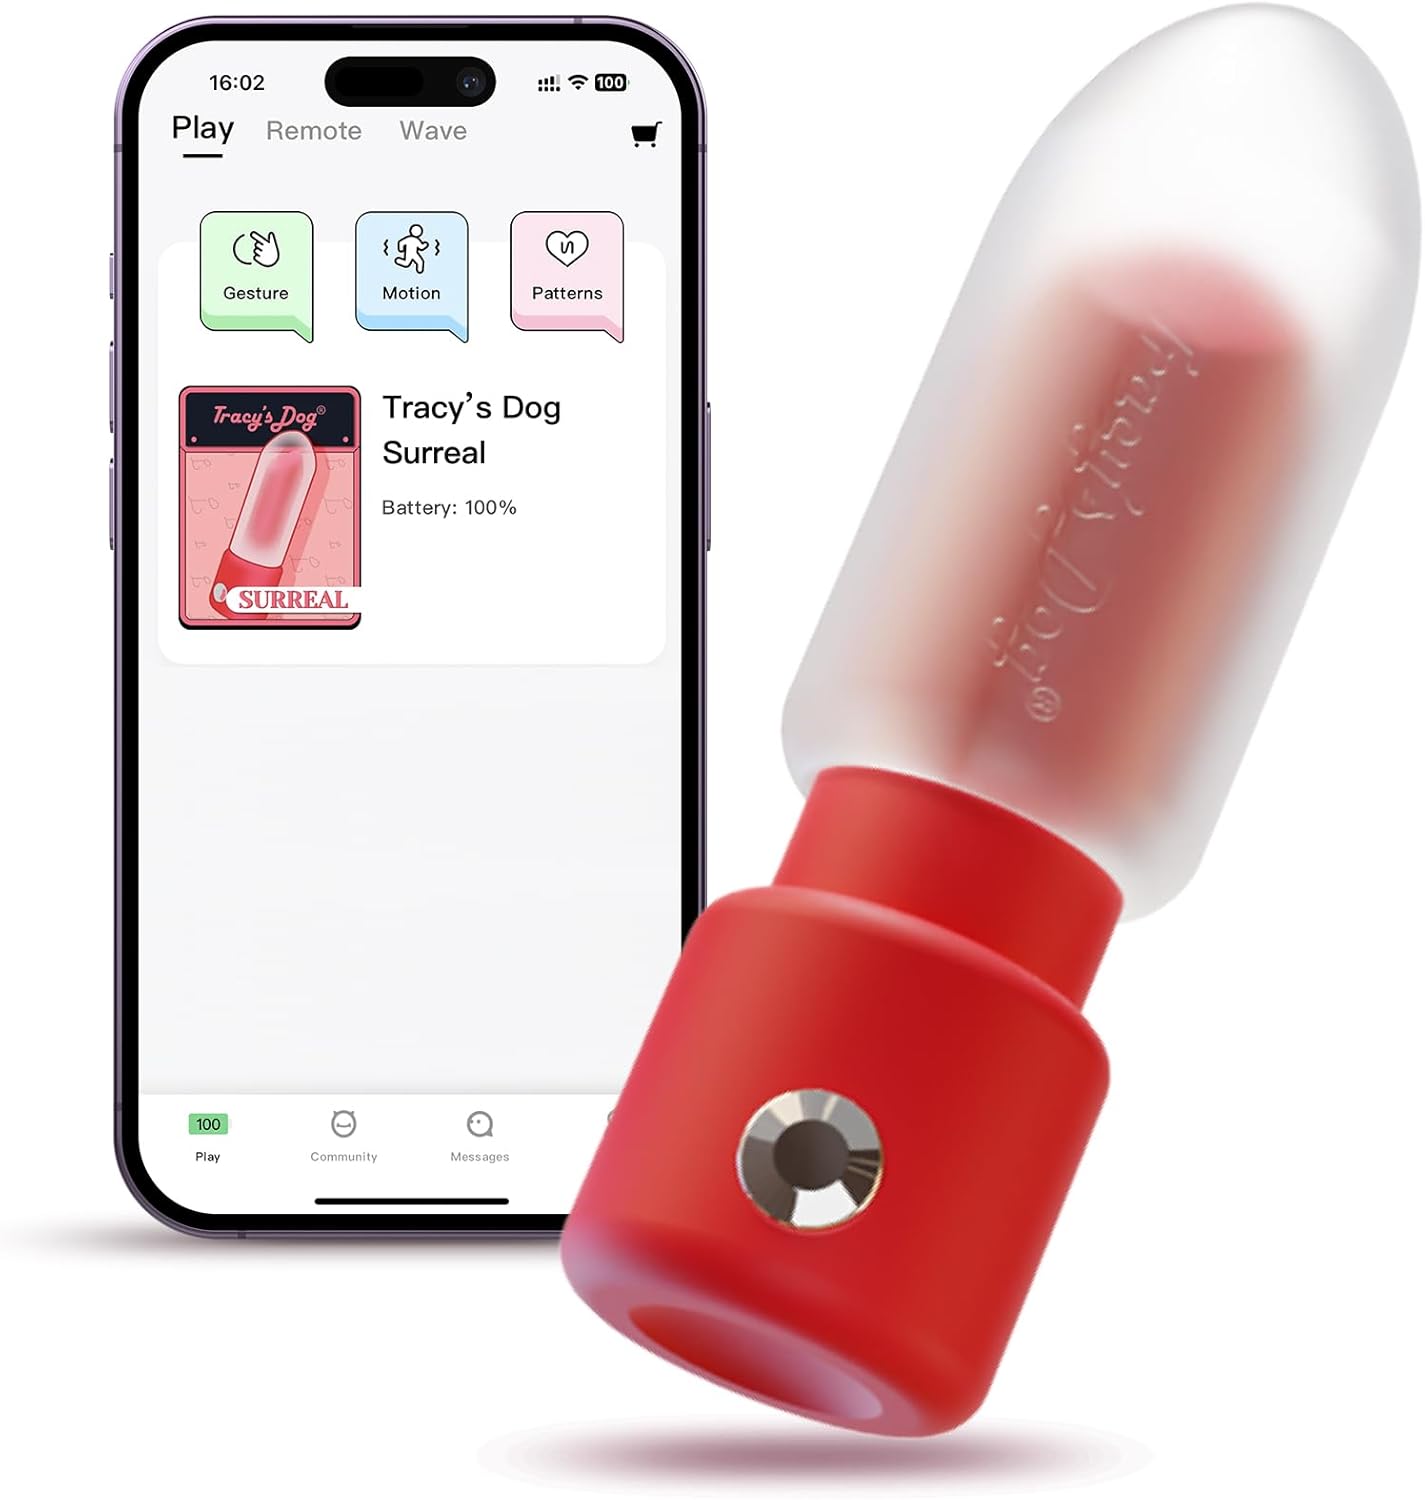 16:02
100
Play Remote Wave
Gesture Motion Patterns
Tracy's Dog®
SURREAL
Tracy’s Dog
Surreal
Battery: 100%
100
Play Community Messages
Tracy's Dog®